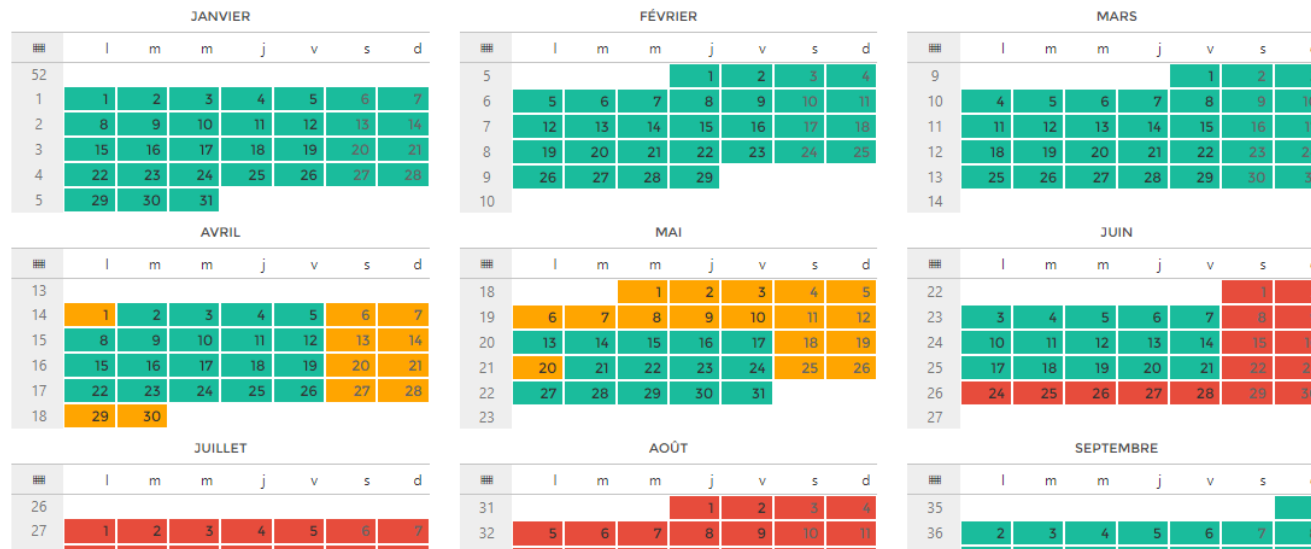 JANVIER
l m m j v s d
52
1 1 2 3 4 5 6 7
2 8 9 10 11 12 13 14
3 15 16 17 18 19 20 21
4 22 23 24 25 26 27 28
5 29 30 31
FÉVRIER
l m m j v s d
5 1 2 3 4
6 5 6 7 8 9 10 11
7 12 13 14 15 16 17 18
8 19 20 21 22 23 24 25
9 26 27 28 29
10
MARS
l m m j v s
9 1 2
10 4 5 6 7 8 9
11 11 12 13 14 15 16
12 18 19 20 21 22 23
13 25 26 27 28 29 30
14
AVRIL
l m m j v s d
13
14 1 2 3 4 5 6 7
15 8 9 10 11 12 13 14
16 15 16 17 18 19 20 21
17 22 23 24 25 26 27 28
18 29 30
MAI
l m m j v s d
18 1 2 3 4 5
19 6 7 8 9 10 11 12
20 13 14 15 16 17 18 19
21 20 21 22 23 24 25 26
22 27 28 29 30 31
23
JUIN
l m m j v s
22 1
23 3 4 5 6 7 8
24 10 11 12 13 14 15
25 17 18 19 20 21 22
26 24 25 26 27 28 29
27
JUILLET
l m m j v s d
26
27 1 2 3 4 5 6 7
AOÛT
l m m j v s d
31 1 2 3 4
32 5 6 7 8 9 10 11
SEPTEMBRE
l m m j v s
35
36 2 3 4 5 6 7